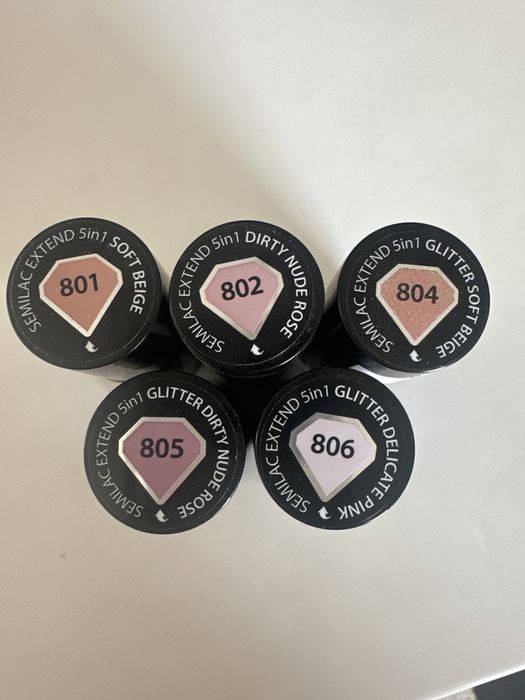 SEMILAC EXTEND 5in1 SOFT BEIGE
801
SEMILAC EXTEND 5in1 DIRTY NUDE ROSE
802
SEMILAC EXTEND 5in1 GLITTER SOFT BEIGE
804
SEMILAC EXTEND 5in1 GLITTER DIRTY NUDE ROSE
805
SEMILAC EXTEND 5in1 GLITTER DELICATE PINK
806